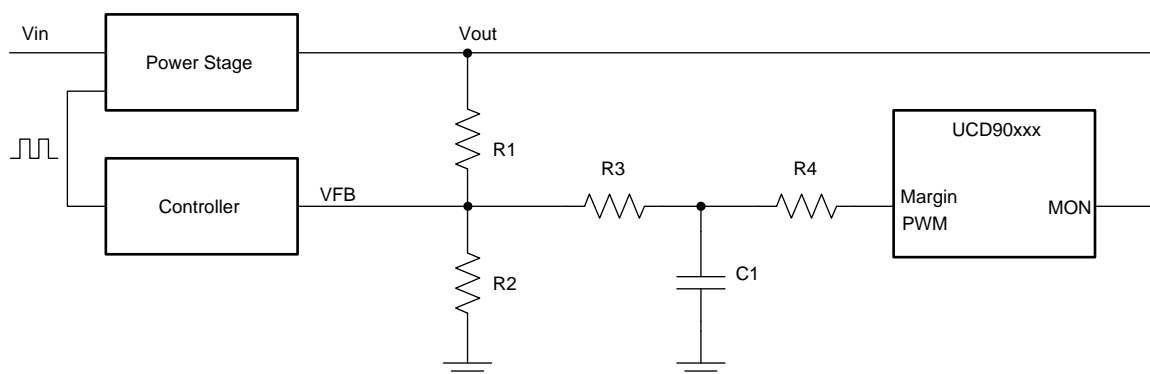 Vin
Power Stage
Vout
R1
UCD90xxx
R3
R4
Controller
VFB
Margin
PWM
MON
R2
C1